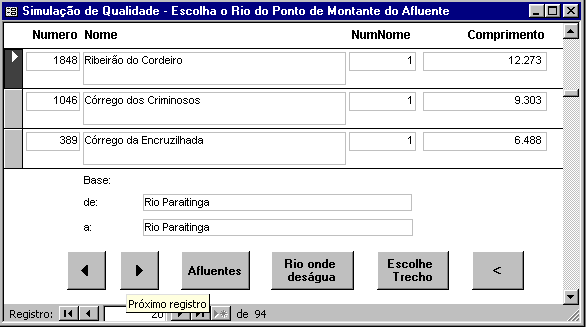 Simulação de Qualidade - Escolha o Rio do Ponto de Montante do Afluente
Numero Nome NumNome Comprimento
1848 Ribeirão do Cordeiro 1 12.273
1046 Córrego dos Criminosos 1 9.303
389 Córrego da Encruzilhada 1 6.488
Base:
de: Rio Paraitinga
a: Rio Paraitinga
Afluentes
Rio onde
deságua
Escolhe
Trecho
<
Próximo registro
Registro: 20 de 94